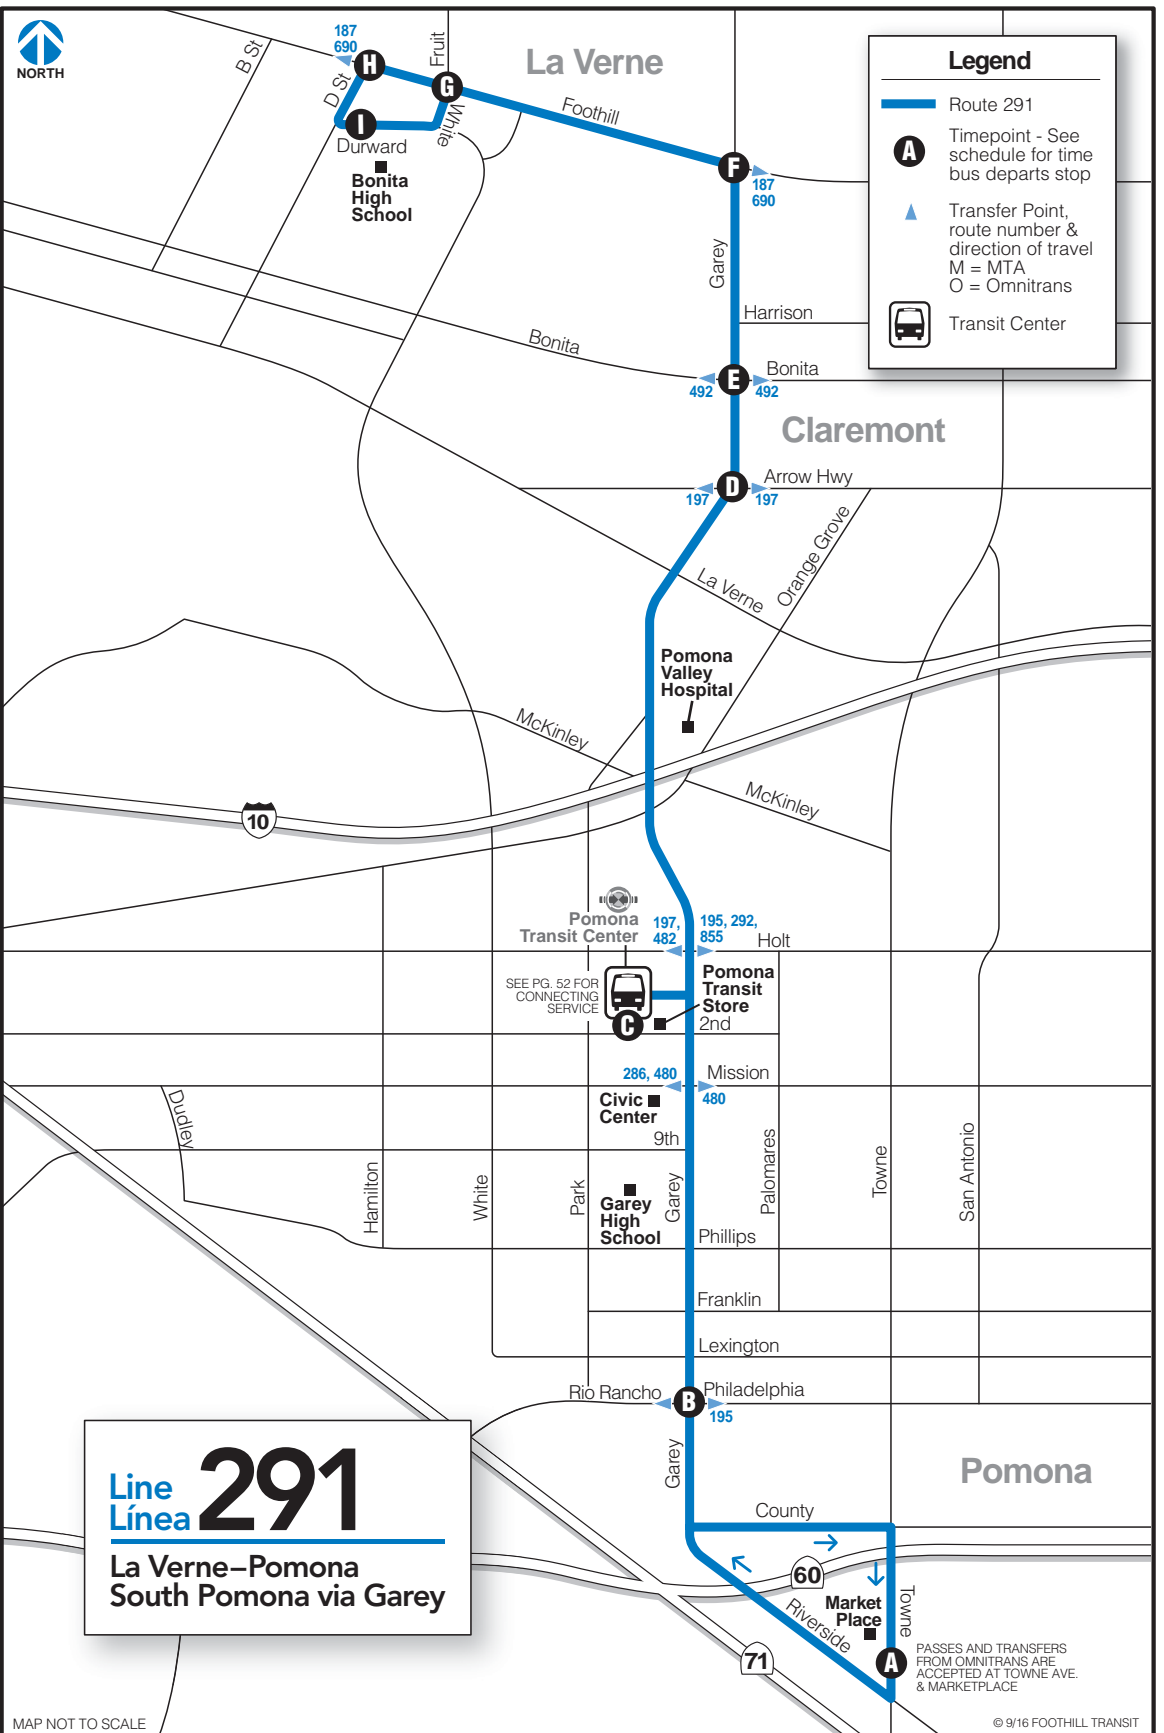 NORTH
B St
187
690
H
D St
I
Durward
Bonita
High
School
Fruit
G
White
La Verne
Foothill
F
187
690
Garey
Harrison
Legend
Route 291
A
Timepoint - See
schedule for time
bus departs stop
Transfer Point,
route number &
direction of travel
M = MTA
O = Omnitrans
Transit Center
Bonita
E
Bonita
492
492
Claremont
Arrow Hwy
D
197
197
Orange Grove
La Verne
Pomona
Valley
Hospital
McKinley
McKinley
10
Pomona
Transit Center
197,
482
195, 292,
855
Holt
SEE PG. 52 FOR
CONNECTING
SERVICE
C
Pomona
Transit
Store
2nd
286, 480
Mission
480
Civic
Center
9th
Dudley
Hamilton
White
Park
Garey
Palomares
Towne
San Antonio
Garey
High
School
Phillips
Franklin
Lexington
Rio Rancho
B
Philadelphia
195
Garey
Pomona
County
60
Market
Place
Riverside
Towne
A
PASSES AND TRANSFERS
FROM OMNITRANS ARE
ACCEPTED AT TOWNE AVE.
& MARKETPLACE
71
Line
Línea
291
La Verne–Pomona
South Pomona via Garey
MAP NOT TO SCALE
© 9/16 FOOTHILL TRANSIT